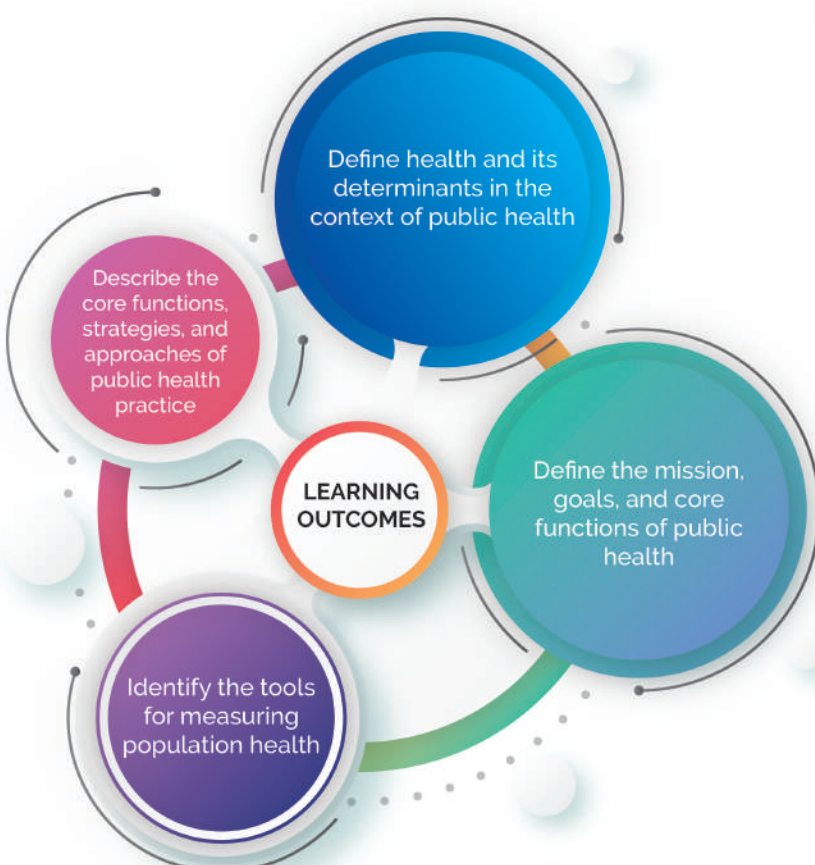 Define health and its
determinants in the
context of public health
Describe the
core functions,
strategies, and
approaches of
public health
practice
LEARNING
OUTCOMES
Define the mission,
goals, and core
functions of public
health
Identify the tools
for measuring
population health